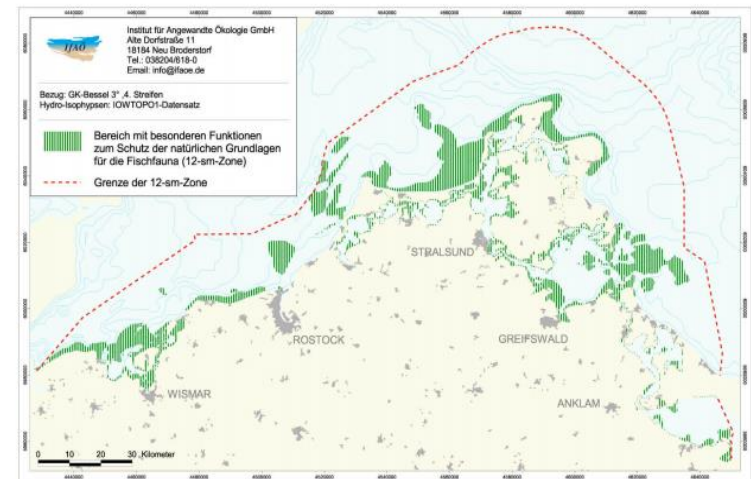 IfAÖ
Institut für Angewandte Ökologie GmbH
Alte Dorfstraße 11
18184 Neu Broderstorf
Tel.: 038204/618-0
Email: info@ifaoe.de
Bezug: GK-Bessel 3° ,4. Streifen
Hydro-Isophypsen: IOWTOPO1-Datensatz
Bereich mit besonderen Funktionen
zum Schutz der natürlichen Grundlagen
für die Fischfauna (12-sm-Zone)
Grenze der 12-sm-Zone
STRALSUND
ROSTOCK
GREIFSWALD
WISMAR
ANKLAM
0 10 20 30 Kilometer